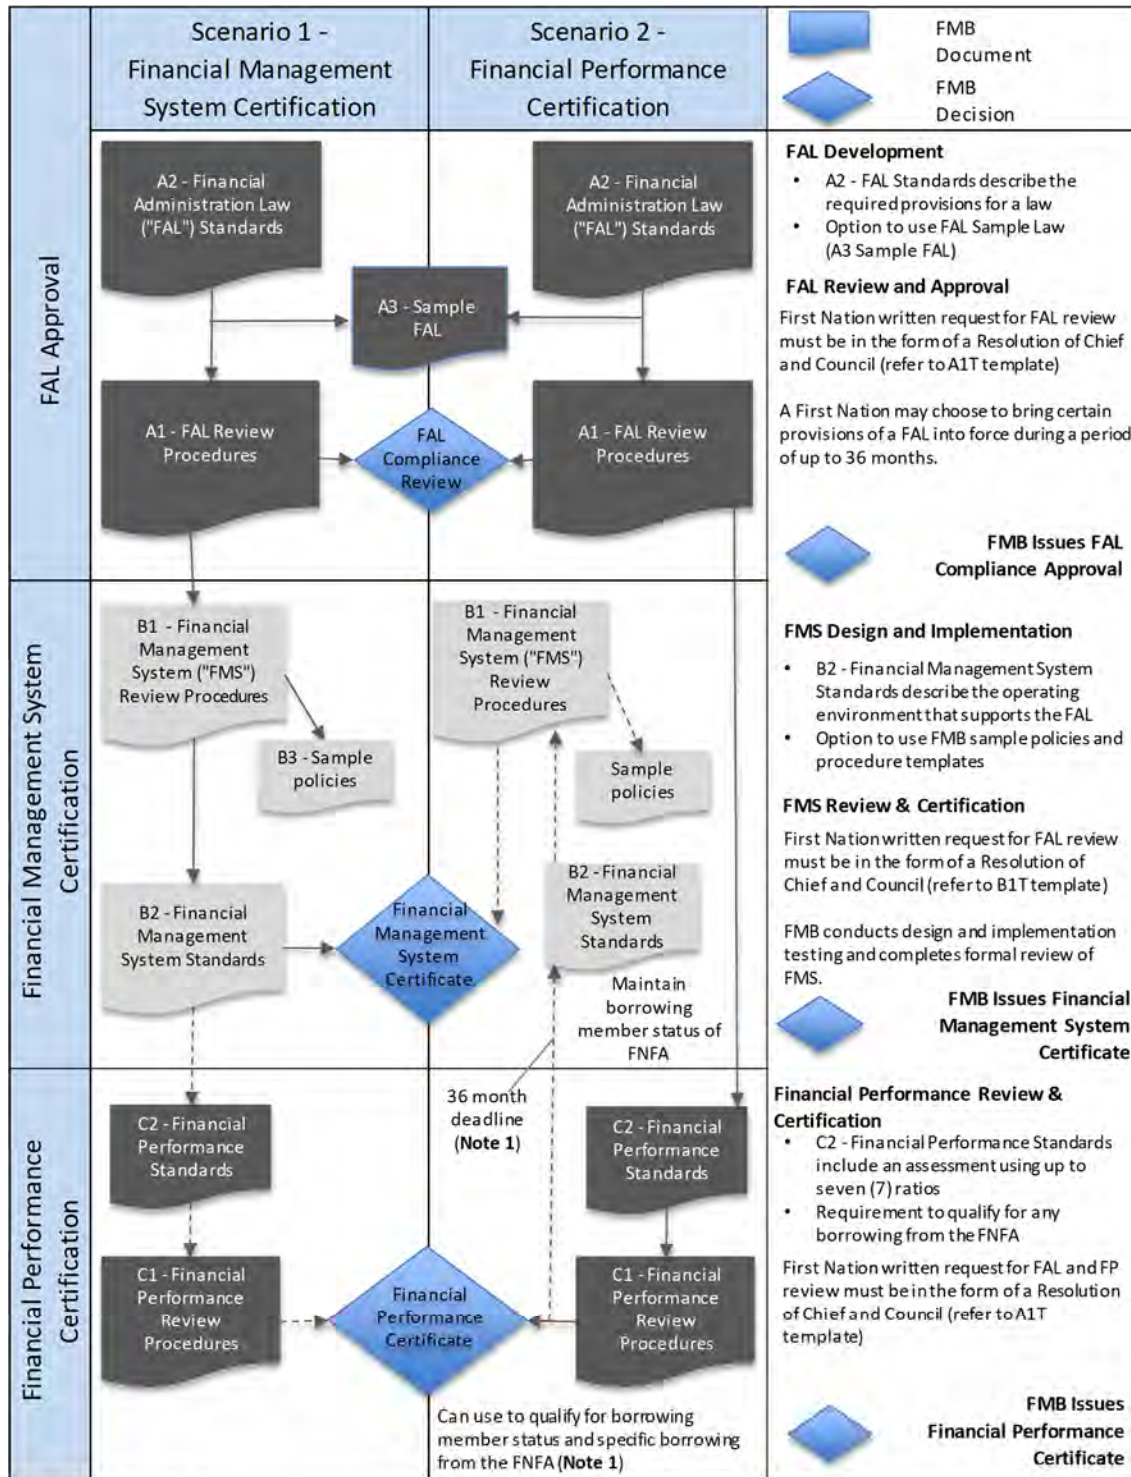 Scenario 1 -
Financial Management
System Certification
Scenario 2 -
Financial Performance
Certification
FMB
Document
FMB
Decision
FAL Approval
A2 - Financial
Administration Law
("FAL") Standards
A2 - Financial
Administration Law
("FAL") Standards
A3 - Sample
FAL
A1 - FAL Review
Procedures
FAL
Compliance
Review
A1 - FAL Review
Procedures
FAL Development
• A2 - FAL Standards describe the
required provisions for a law
• Option to use FAL Sample Law
(A3 Sample FAL)
FAL Review and Approval
First Nation written request for FAL review
must be in the form of a Resolution of Chief
and Council (refer to A1T template)
A First Nation may choose to bring certain
provisions of a FAL into force during a period
of up to 36 months.
FMB Issues FAL
Compliance Approval
Financial Management System
Certification
B1 - Financial
Management
System ("FMS")
Review Procedures
B3 - Sample
policies
B2 - Financial
Management
System Standards
Financial
Management
System
Certificate
B1 - Financial
Management
System ("FMS")
Review
Procedures
Sample
policies
B2 - Financial
Management
System
Standards
Maintain
borrowing
member status of
FNFA
FMS Design and Implementation
• B2 - Financial Management System
Standards describe the operating
environment that supports the FAL
• Option to use FMB sample policies and
procedure templates
FMS Review & Certification
First Nation written request for FAL review
must be in the form of a Resolution of
Chief and Council (refer to B1T template)
FMB conducts design and implementation
testing and completes formal review of
FMS.
FMB Issues Financial
Management System
Certificate
Financial Performance
Certification
C2 - Financial
Performance
Standards
C1 - Financial
Performance
Review
Procedures
36 month
deadline
(Note 1)
Financial
Performance
Certificate
C2 - Financial
Performance
Standards
C1 - Financial
Performance
Review
Procedures
Can use to qualify for borrowing
member status and specific borrowing
from the FNFA (Note 1)
Financial Performance Review &
Certification
• C2 - Financial Performance Standards
include an assessment using up to
seven (7) ratios
• Requirement to qualify for any
borrowing from the FNFA
First Nation written request for FAL and FP
review must be in the form of a Resolution
of Chief and Council (refer to A1T
template)
FMB Issues
Financial Performance
Certificate